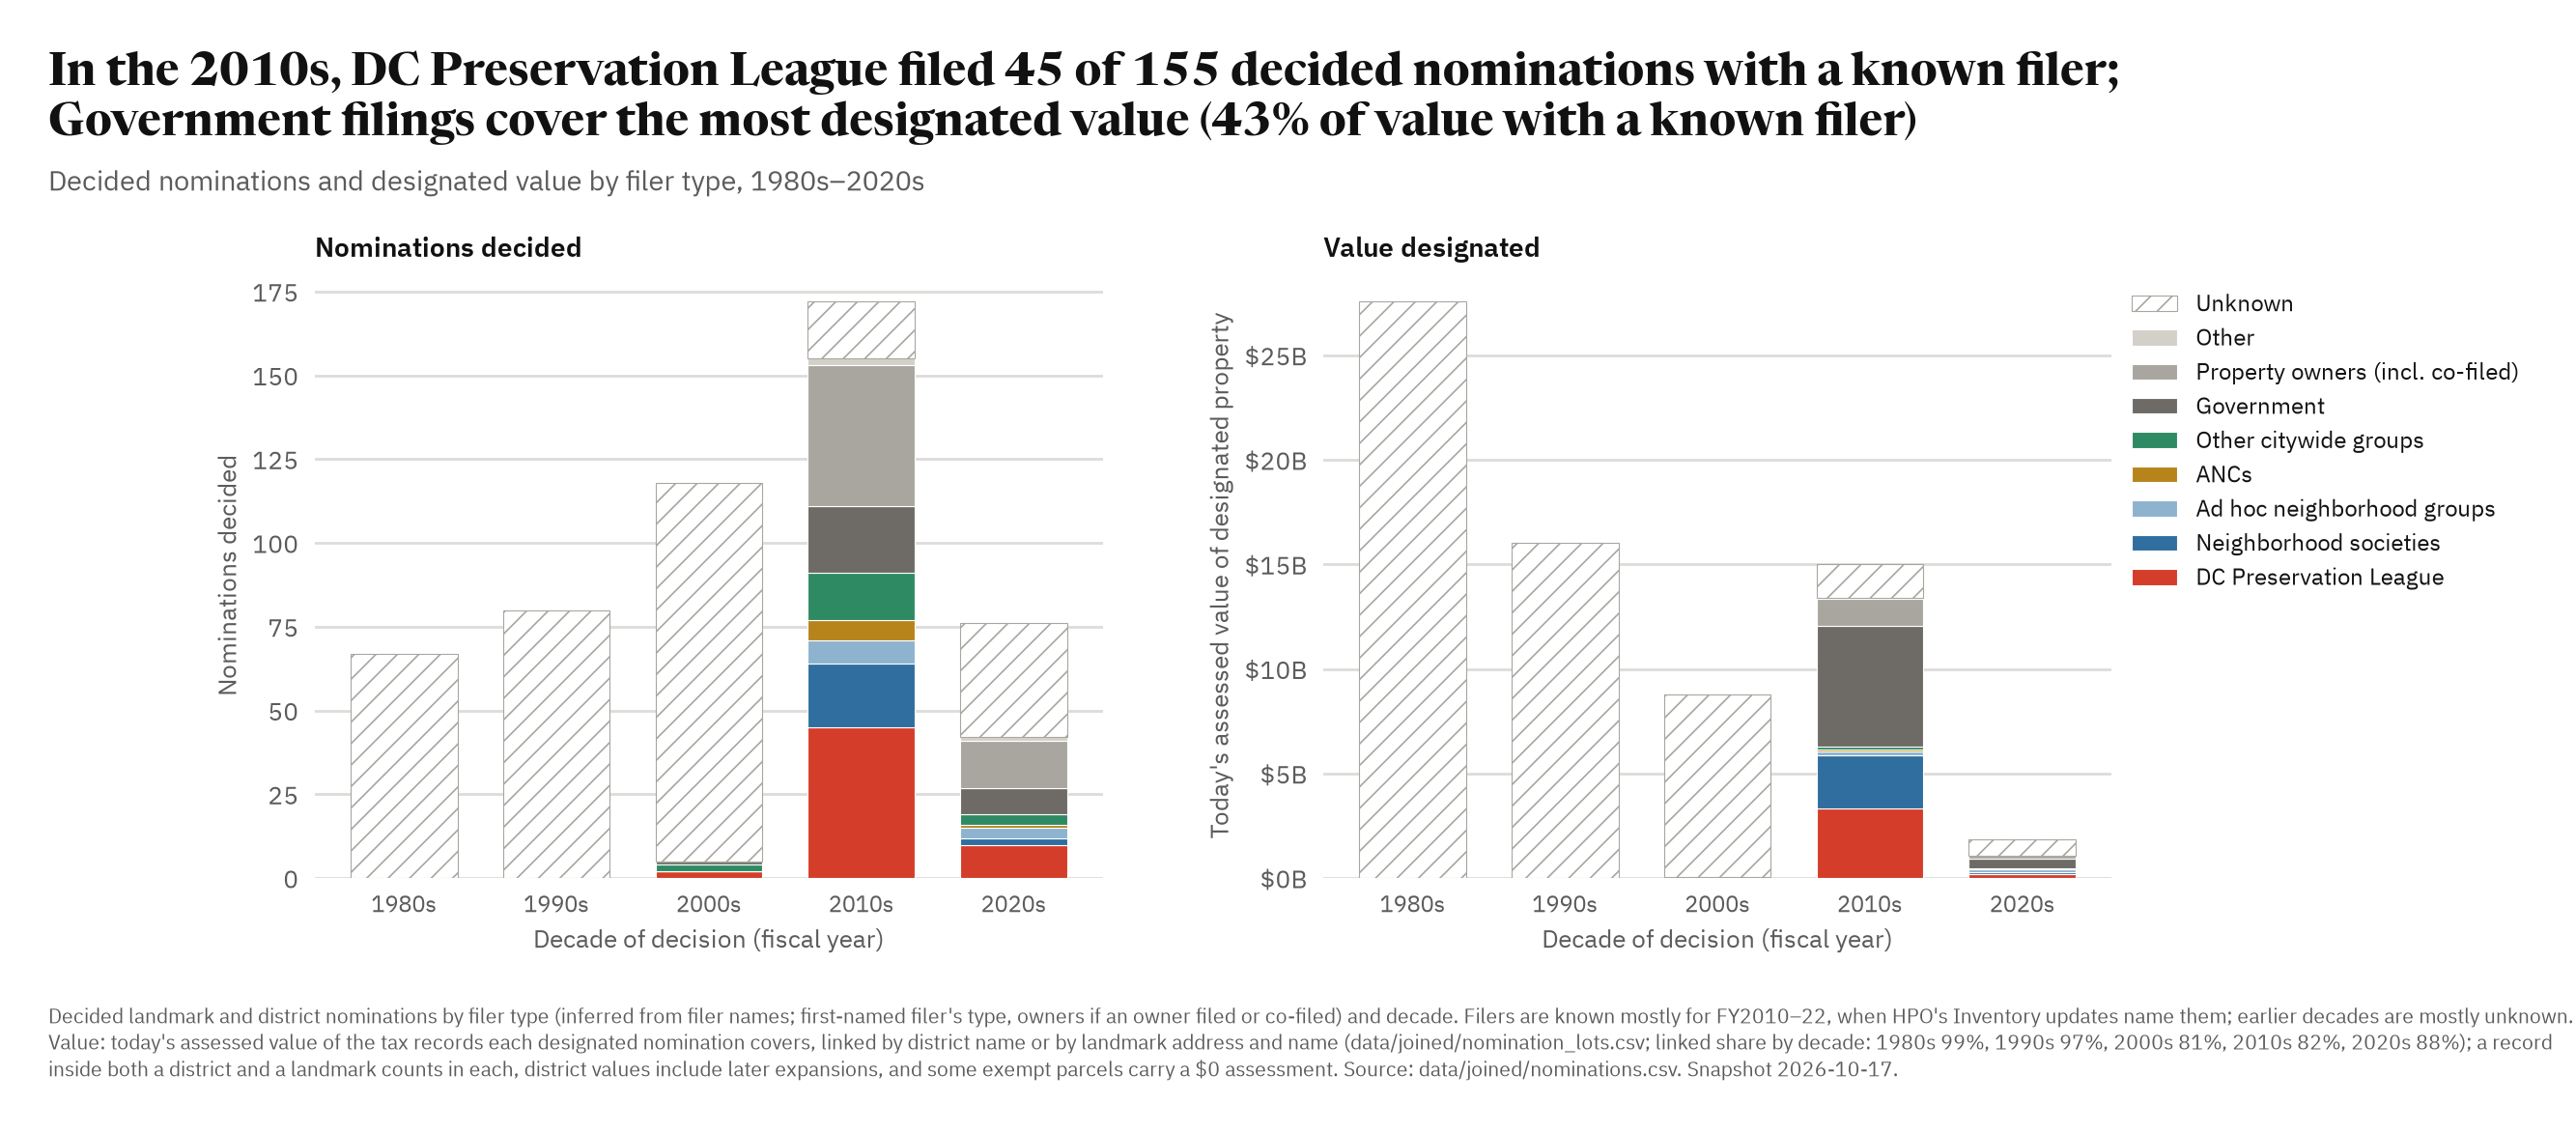 In the 2010s, DC Preservation League filed 45 of 155 decided nominations with a known filer;
Government filings cover the most designated value (43% of value with a known filer)
Decided nominations and designated value by filer type, 1980s–2020s
Nominations decided
175
150
125
100
75
50
25
0
Nominations decided
1980s
1990s
2000s
2010s
2020s
Decade of decision (fiscal year)
Value designated
$25B
$20B
$15B
$10B
$5B
$0B
Today's assessed value of designated property
1980s
1990s
2000s
2010s
2020s
Decade of decision (fiscal year)
Unknown
Other
Property owners (incl. co-filed)
Government
Other citywide groups
ANCs
Ad hoc neighborhood groups
Neighborhood societies
DC Preservation League
Decided landmark and district nominations by filer type (inferred from filer names; first-named filer's type, owners if an owner filed or co-filed) and decade. Filers are known mostly for FY2010–22, when HPO's Inventory updates name them; earlier decades are mostly unknown.
Value: today's assessed value of the tax records each designated nomination covers, linked by district name or by landmark address and name (data/joined/nomination_lots.csv; linked share by decade: 1980s 99%, 1990s 97%, 2000s 81%, 2010s 82%, 2020s 88%); a record
inside both a district and a landmark counts in each, district values include later expansions, and some exempt parcels carry a $0 assessment. Source: data/joined/nominations.csv. Snapshot 2026-10-17.